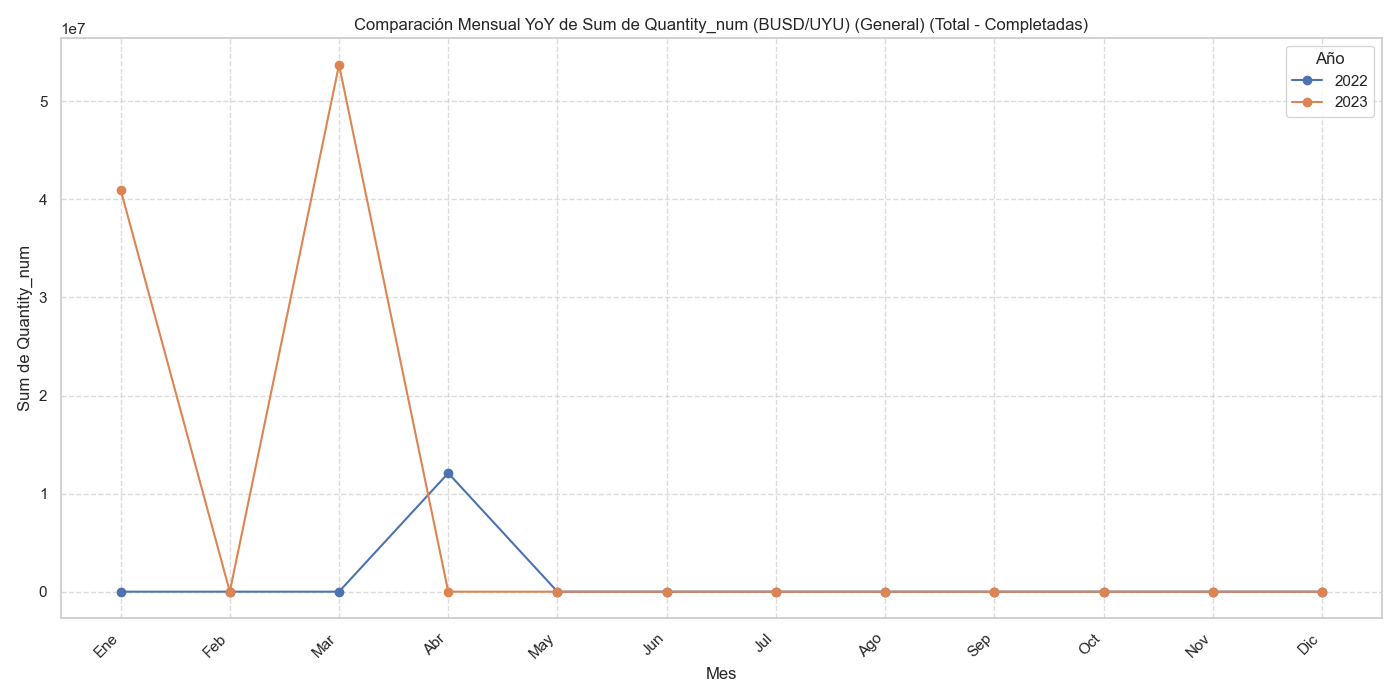 Comparación Mensual YoY de Sum de Quantity_num (BUSD/UYU) (General) (Total - Completadas)
1e7
Año
2022
2023
5
4
3
2
1
0
Sum de Quantity_num
Ene
Feb
Mar
Abr
May
Jun
Jul
Ago
Sep
Oct
Nov
Dic
Mes